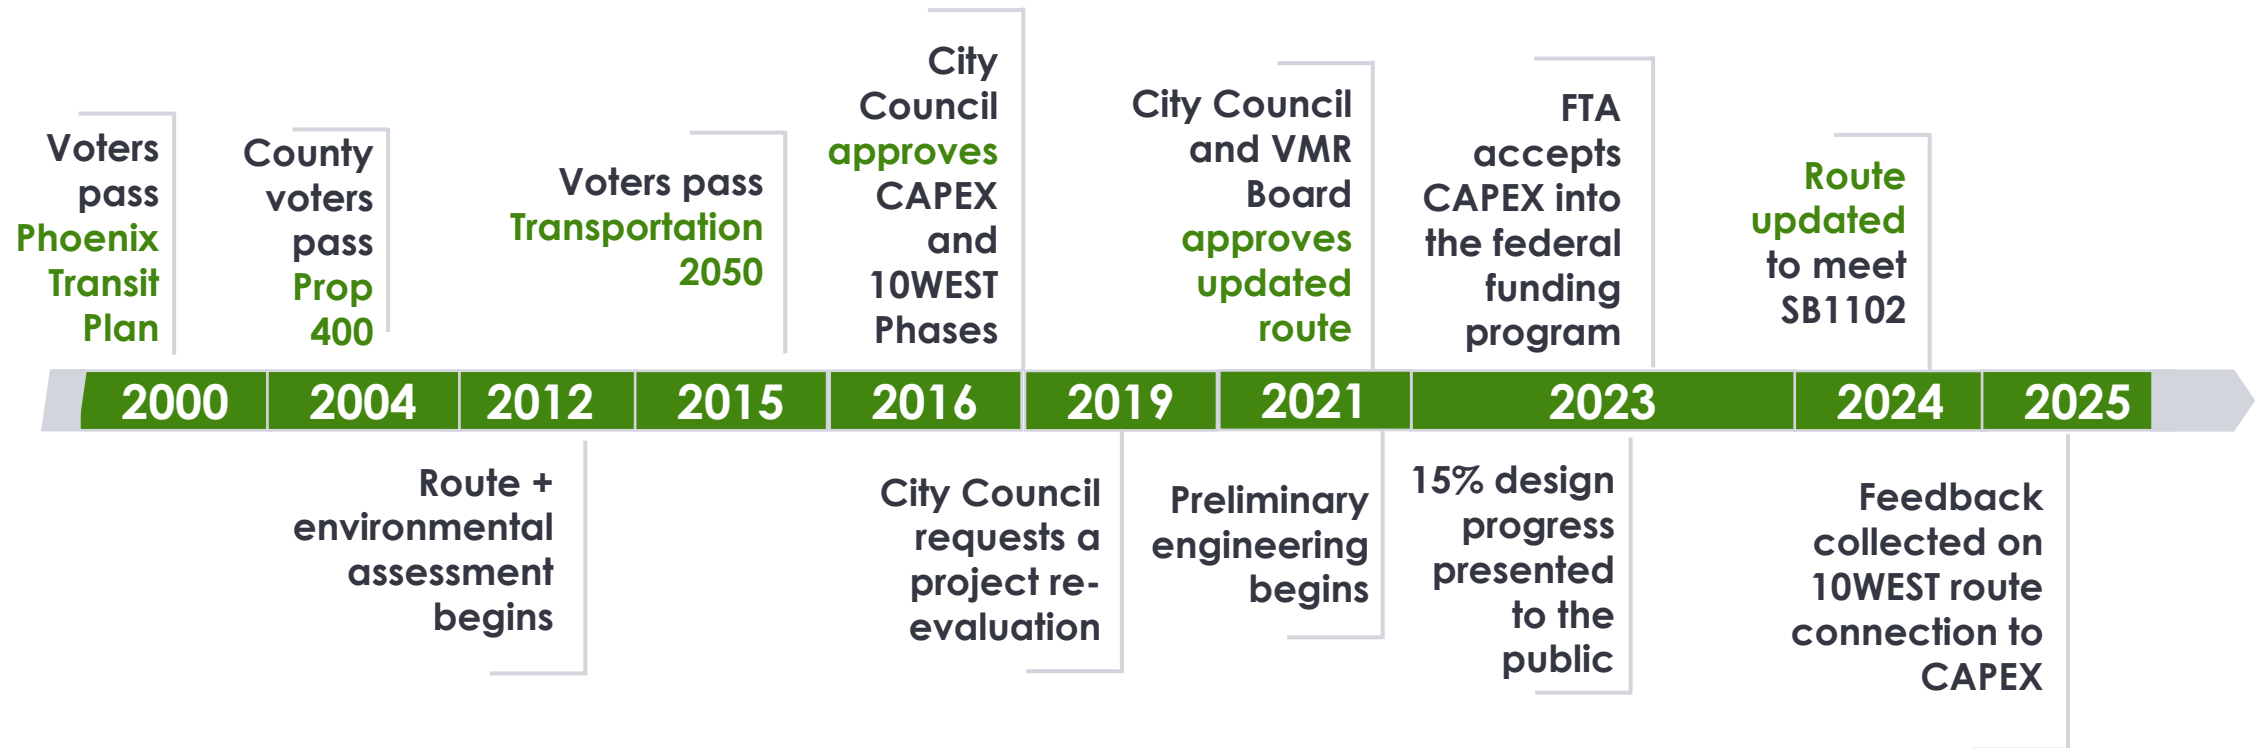 Voters
pass
Phoenix
Transit
Plan
County
voters
pass
Prop
400
Voters pass
Transportation
2050
City
Council
approves
CAPEX
and
10WEST
Phases
City Council
and VMR
Board
approves
updated
route
FTA
accepts
CAPEX into
the federal
funding
program
Route
updated
to meet
SB1102
2000
2004
2012
2015
2016
2019
2021
2023
2024
2025
Route +
environmental
assessment
begins
City Council
requests a
project re-
evaluation
Preliminary
engineering
begins
15% design
progress
presented
to the
public
Feedback
collected on
10WEST route
connection to
CAPEX